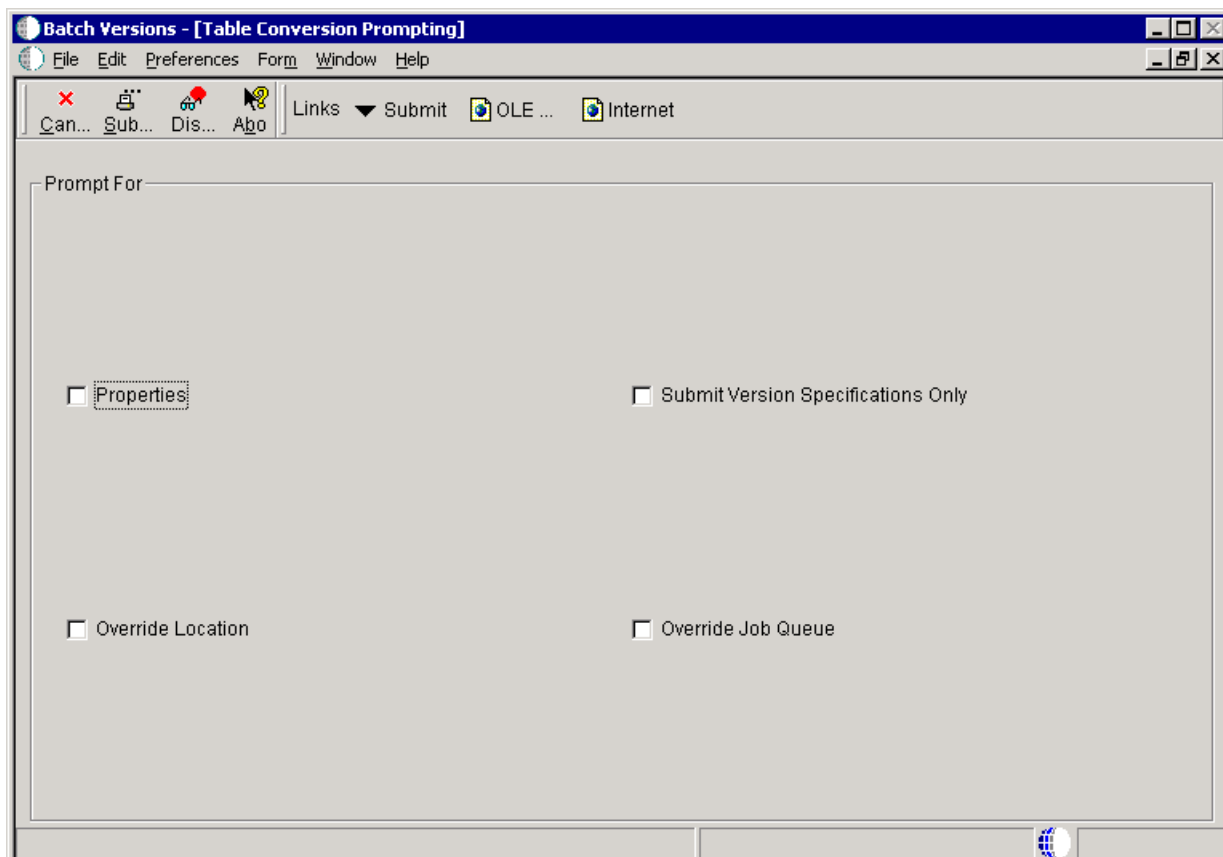 Batch Versions - [Table Conversion Prompting]
File Edit Preferences Form Window Help
Can... Sub... Dis... Abo Links Submit OLE ... Internet
Prompt For
Properties Submit Version Specifications Only
Override Location Override Job Queue